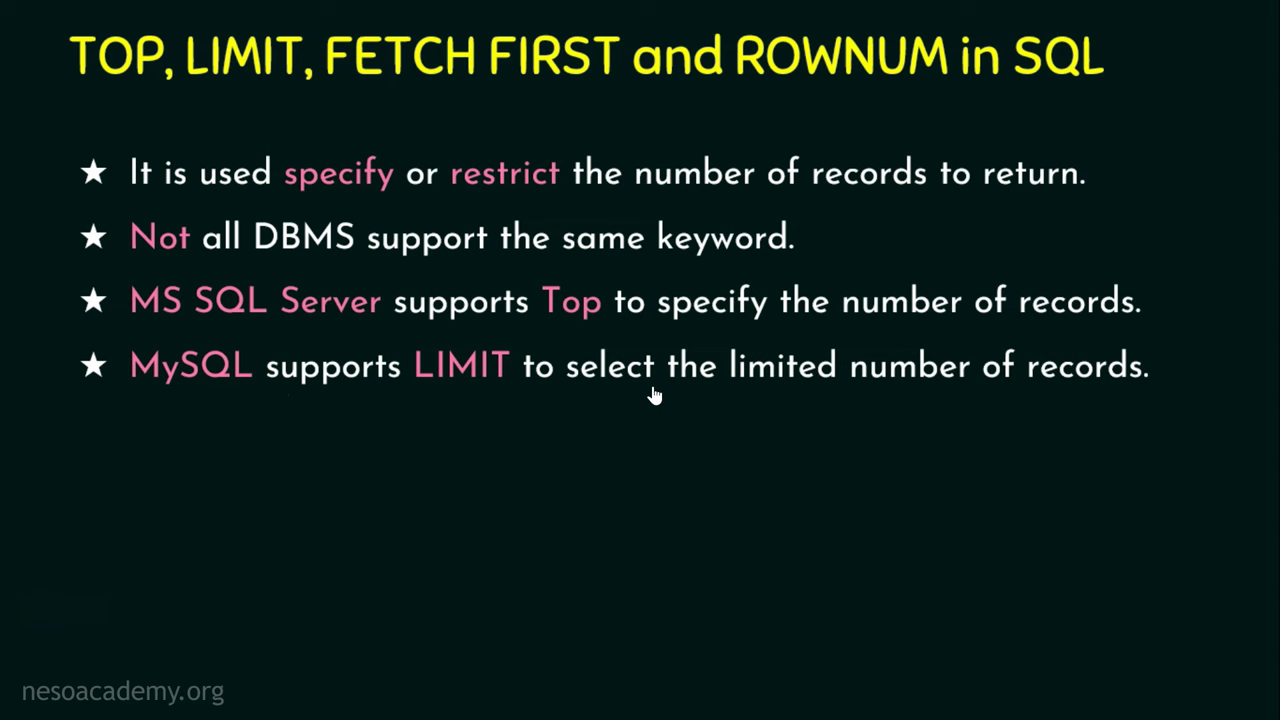 TOP, LIMIT, FETCH FIRST and ROWNUM in SQL
★ It is used specify or restrict the number of records to return.
★ Not all DBMS support the same keyword.
★ MS SQL Server supports Top to specify the number of records.
★ MySQL supports LIMIT to select the limited number of records.
nesoacademy.org